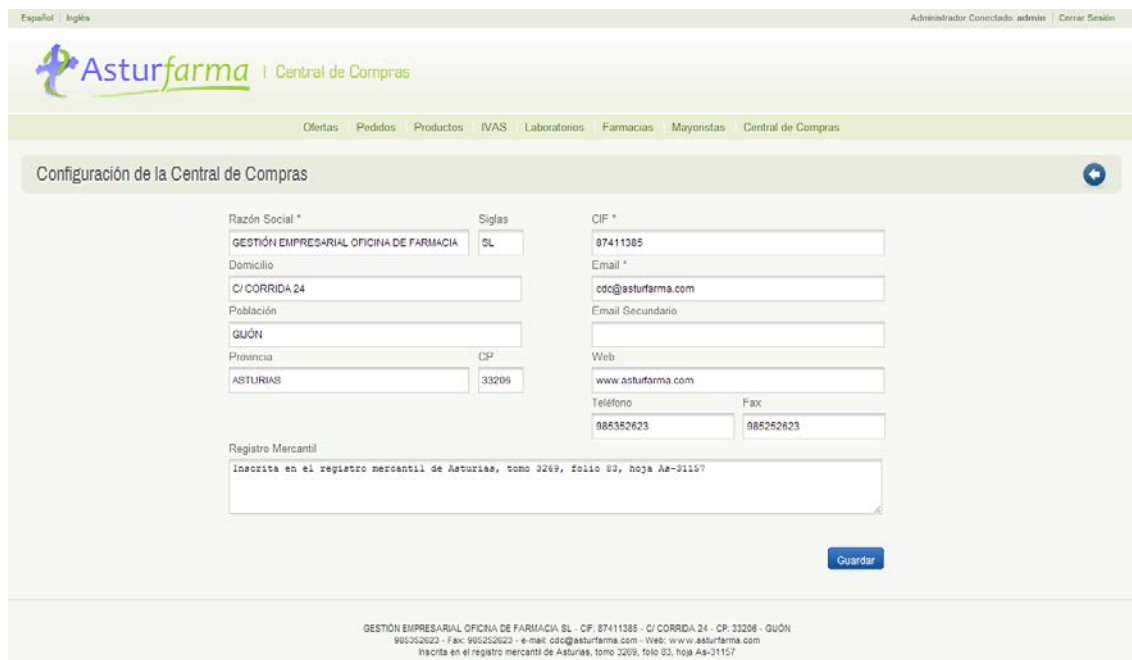 Español | Inglés
Administrador Conectado: admin | Cerrar Sesión
Asturfarma | Central de Compras
Ofertas Pedidos Productos IVAS Laboratorios Farmacias Mayoristas Central de Compras
Configuración de la Central de Compras
Razón Social * Siglas CIF *
GESTIÓN EMPRESARIAL OFICINA DE FARMACIA SL 87411385
Domicilio Email *
C/ CORRIDA 24 cdc@asturfarma.com
Población Email Secundario
GIJÓN
Provincia CP Web
ASTURIAS 33206 www.asturfarma.com
Teléfono Fax
985352623 985252623
Registro Mercantil
Inscrita en el registro mercantil de Asturias, tomo 3269, folio 83, hoja As-31157
Guardar
GESTIÓN EMPRESARIAL OFICINA DE FARMACIA SL - CIF: 87411385 - C/ CORRIDA 24 - CP: 33206 - GIJÓN
985352623 - Fax: 985252623 - e-mail: cdc@asturfarma.com - Web: www.asturfarma.com
Inscrita en el registro mercantil de Asturias, tomo 3269, folio 83, hoja As-31157